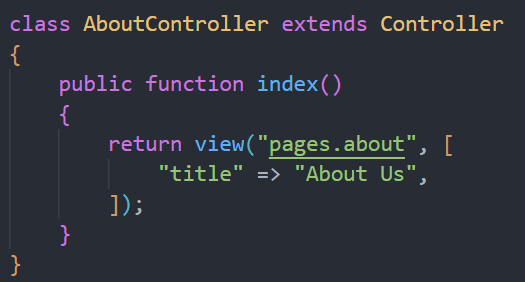 class AboutController extends Controller
{
    public function index()
    {
        return view("pages.about", [
            "title" => "About Us",
        ]);
    }
}